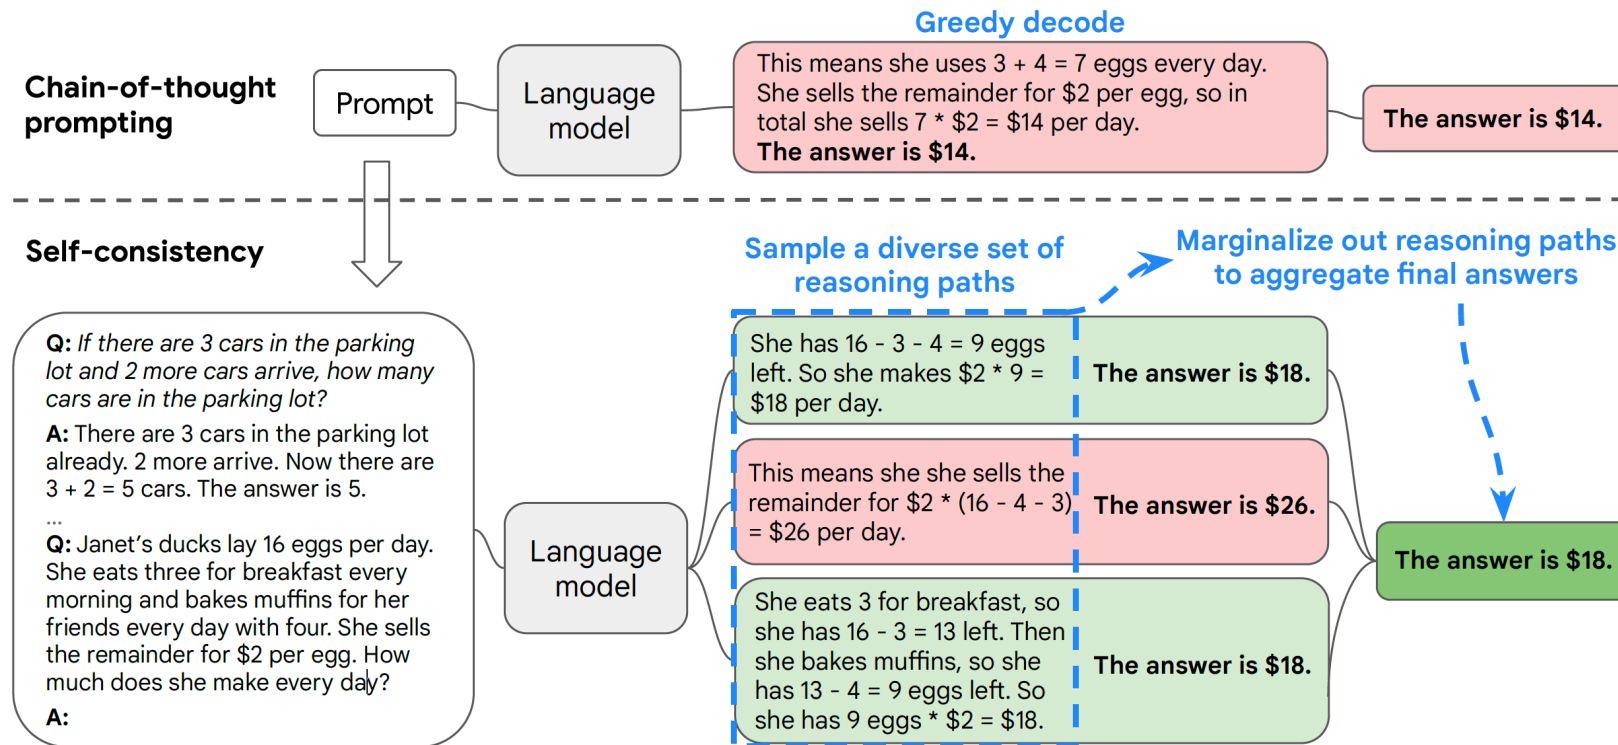 Greedy decode
Chain-of-thought
prompting
Prompt
Language
model
This means she uses 3 + 4 = 7 eggs every day.
She sells the remainder for $2 per egg, so in
total she sells 7 * $2 = $14 per day.
The answer is $14.
The answer is $14.
Self-consistency
Sample a diverse set of
reasoning paths
Marginalize out reasoning paths
to aggregate final answers
Q: If there are 3 cars in the parking
lot and 2 more cars arrive, how many
cars are in the parking lot?
A: There are 3 cars in the parking lot
already. 2 more arrive. Now there are
3 + 2 = 5 cars. The answer is 5.
...
Q: Janet’s ducks lay 16 eggs per day.
She eats three for breakfast every
morning and bakes muffins for her
friends every day with four. She sells
the remainder for $2 per egg. How
much does she make every day?
A:
Language
model
She has 16 - 3 - 4 = 9 eggs
left. So she makes $2 * 9 =
$18 per day.
The answer is $18.
This means she she sells the
remainder for $2 * (16 - 4 - 3)
= $26 per day.
The answer is $26.
She eats 3 for breakfast, so
she has 16 - 3 = 13 left. Then
she bakes muffins, so she
has 13 - 4 = 9 eggs left. So
she has 9 eggs * $2 = $18.
The answer is $18.
The answer is $18.